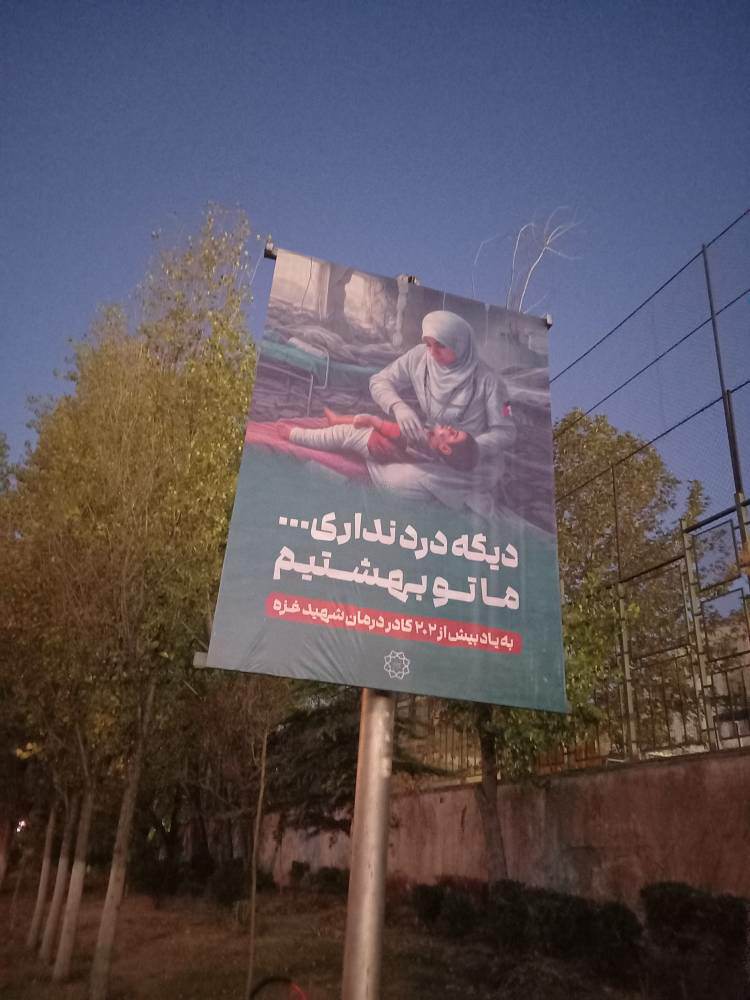 دیگه درد نداری...
ما تو بهشتیم
به یاد بیش از ۲۰۲ کادر درمان شهید غزه